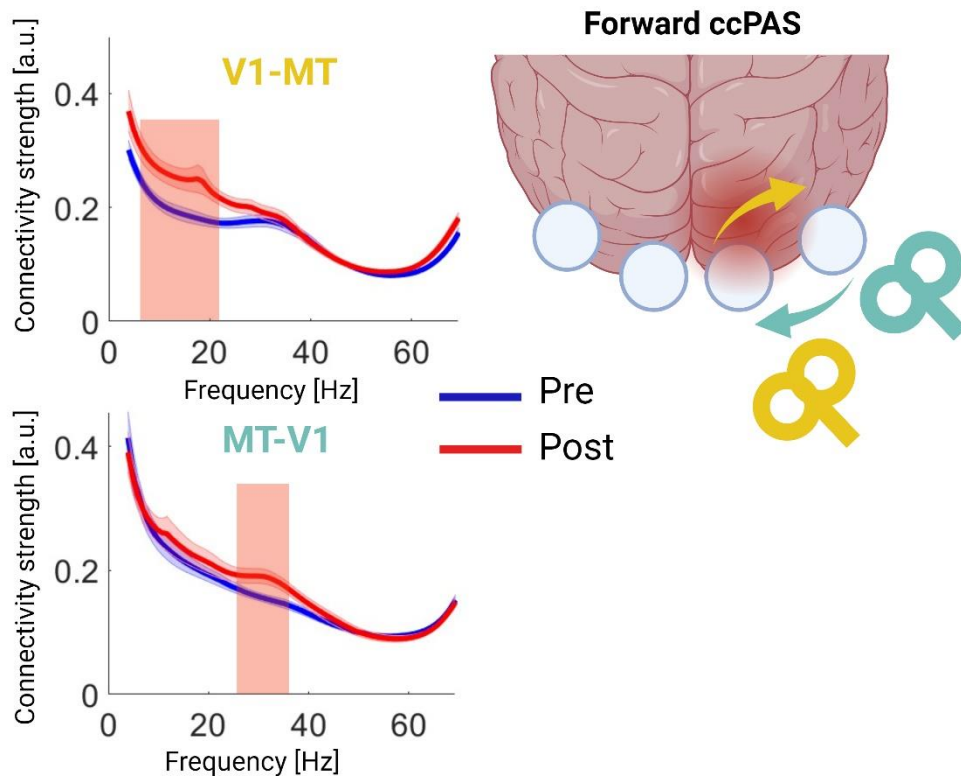 Forward ccPAS
V1-MT
Connectivity strength [a.u.]
0.4
0.2
0
0 20 40 60
Frequency [Hz]
Pre
Post
MT-V1
Connectivity strength [a.u.]
0.4
0.2
0
0 20 40 60
Frequency [Hz]